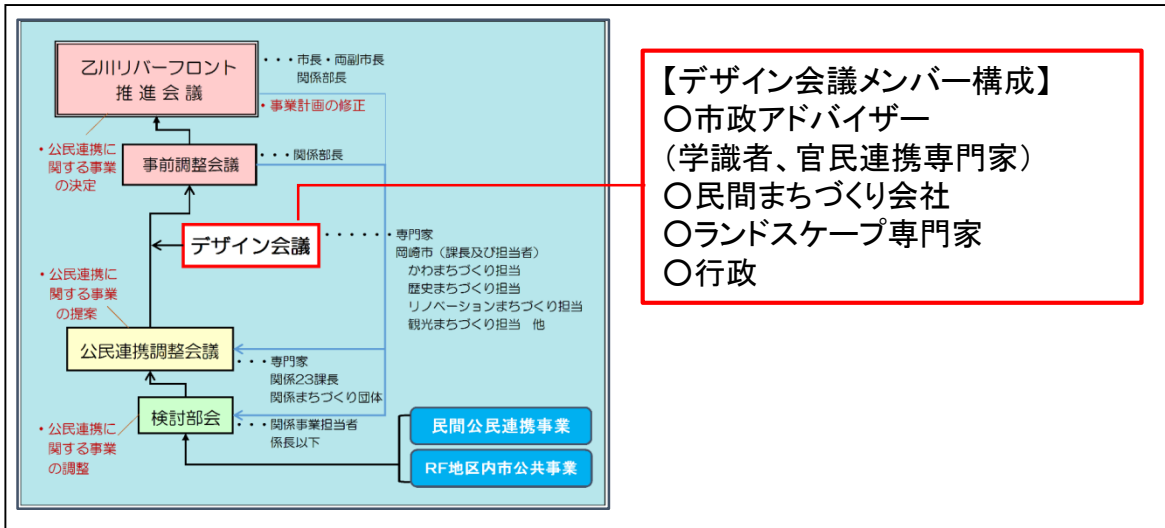 乙川リバーフロント
推進会議
・・・市長・両副市長
関係部長
・事業計画の修正
・公民連携に
関する事業
の決定
事前調整会議
・・・関係部長
デザイン会議
・・・・・・専門家
岡崎市（課長及び担当者）
かわまちづくり担当
歴史まちづくり担当
リノベーションまちづくり担当
観光まちづくり担当　他
・公民連携に
関する事業
の提案
公民連携調整会議
・・・専門家
関係23課長
関係まちづくり団体
検討部会
・・・関係事業担当者
係長以下
・公民連携に
関する事業
の調整
民間公民連携事業
RF地区内市公共事業
【デザイン会議メンバー構成】
〇市政アドバイザー
（学識者、官民連携専門家）
〇民間まちづくり会社
〇ランドスケープ専門家
〇行政